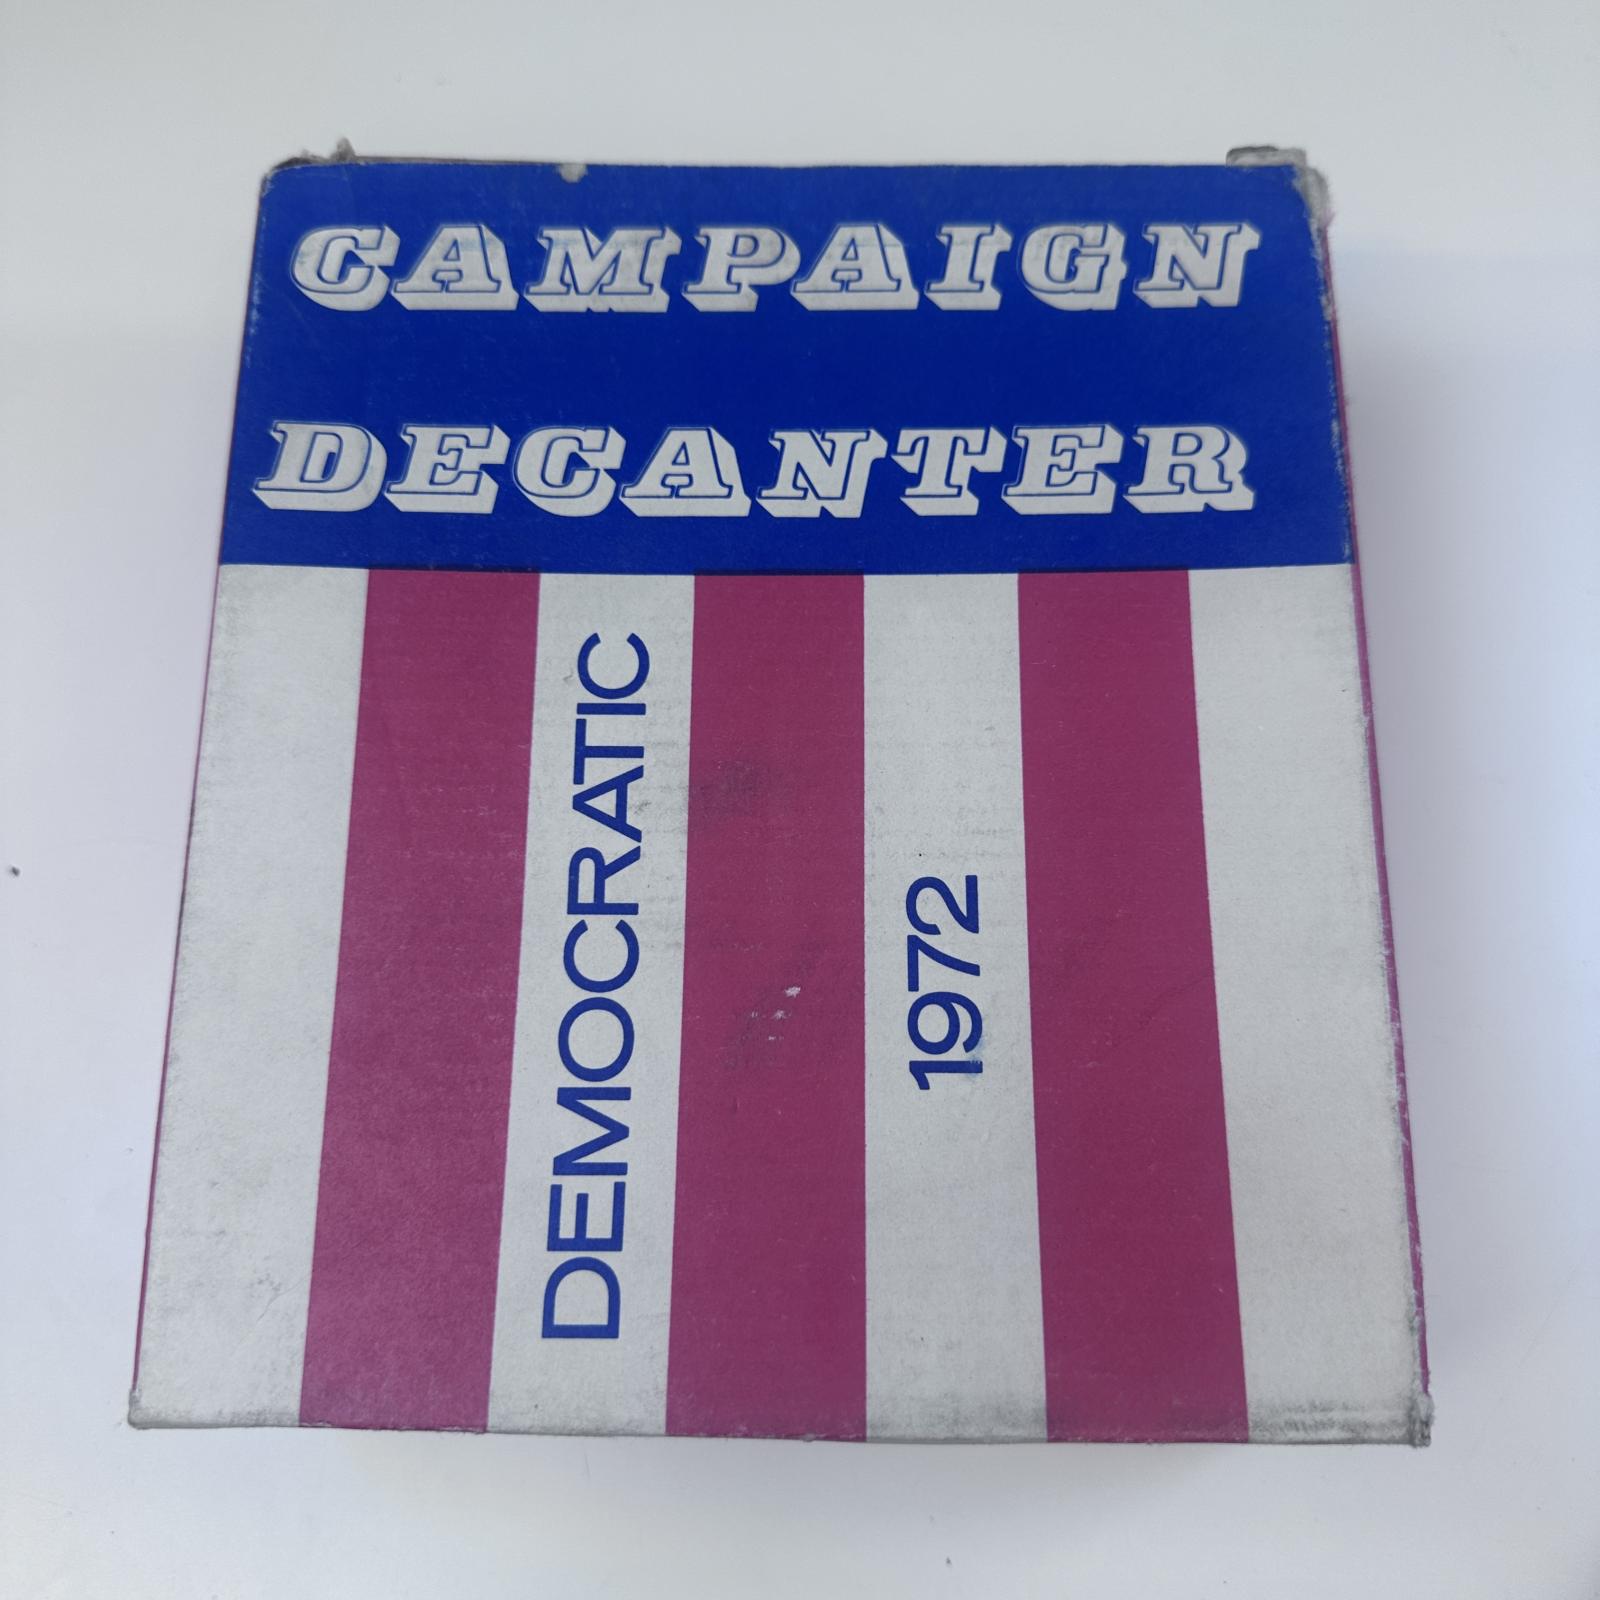 CAMPAIGN
DECANTER
DEMOCRATIC
1972